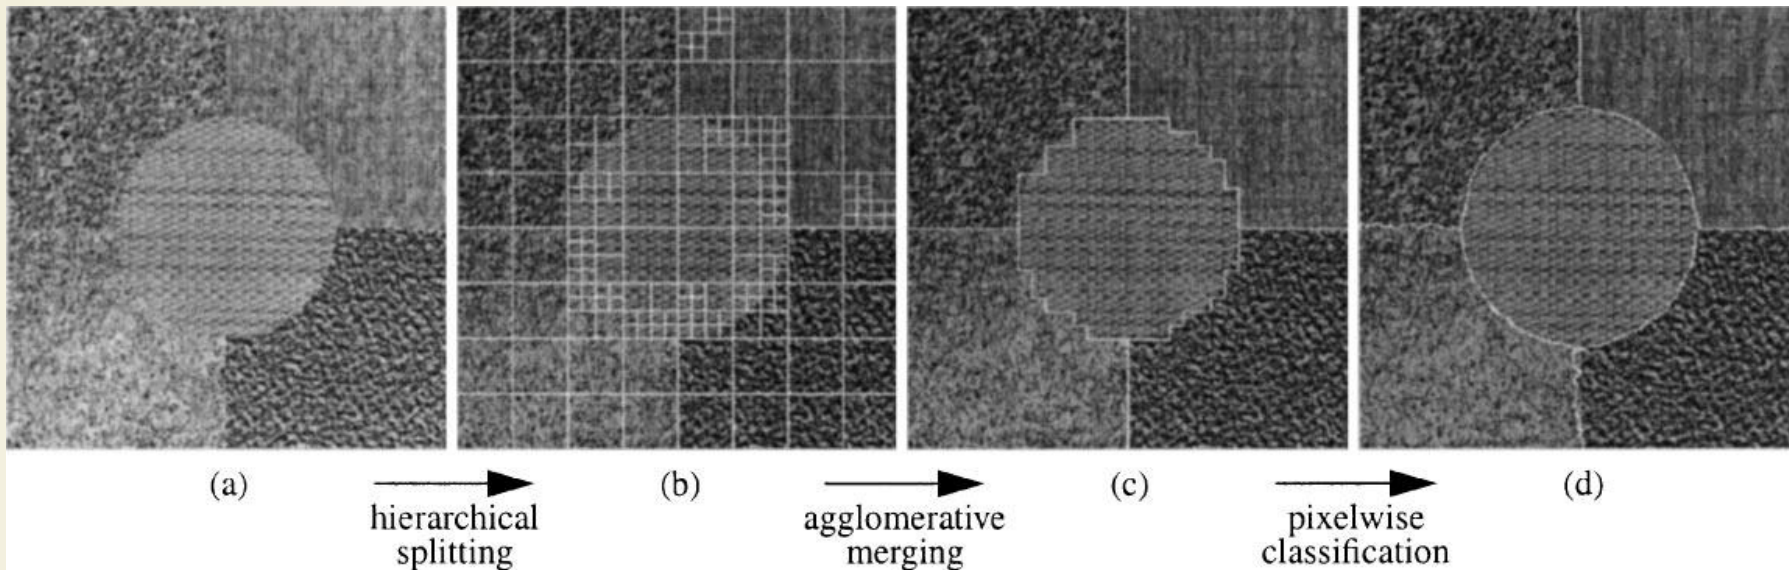 (a)
hierarchical
splitting
(b)
agglomerative
merging
(c)
pixelwise
classification
(d)